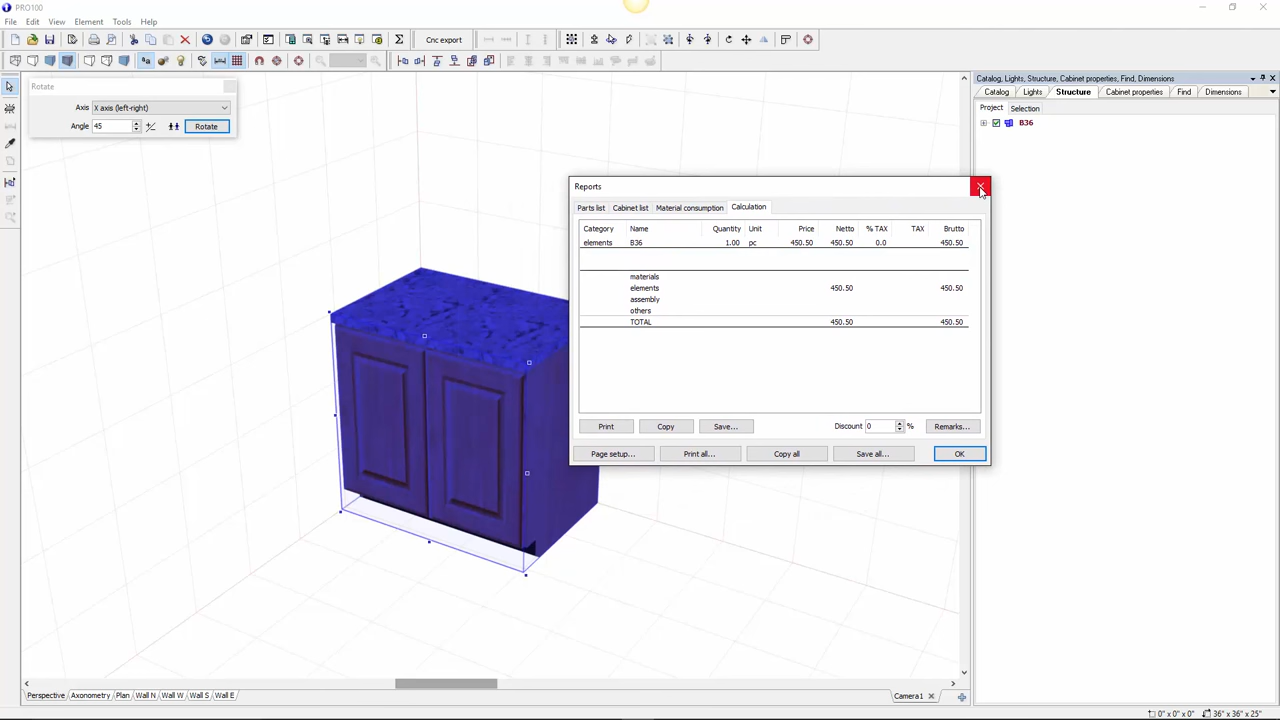 PRO100
File Edit View Element Tools Help
Cnc export
Rotate
Axis X axis (left-right)
Angle 45 Rotate
Catalog, Lights, Structure, Cabinet properties, Find, Dimensions
Catalog Lights Structure Cabinet properties Find Dimensions
Project Selection
B36
Reports
Parts list Cabinet list Material consumption Calculation
Category Name Quantity Unit Price Netto % TAX TAX Brutto
elements B36 1.00 pc 450.50 450.50 0.0 450.50
materials
elements 450.50 450.50
assembly
others
TOTAL 450.50 450.50
Print Copy Save... Discount 0 % Remarks...
Page setup... Print all... Copy all Save all... OK
Perspective Axonometry Plan Wall N Wall W Wall S Wall E Camera1
0" x 0" x 0" 36" x 36" x 25"